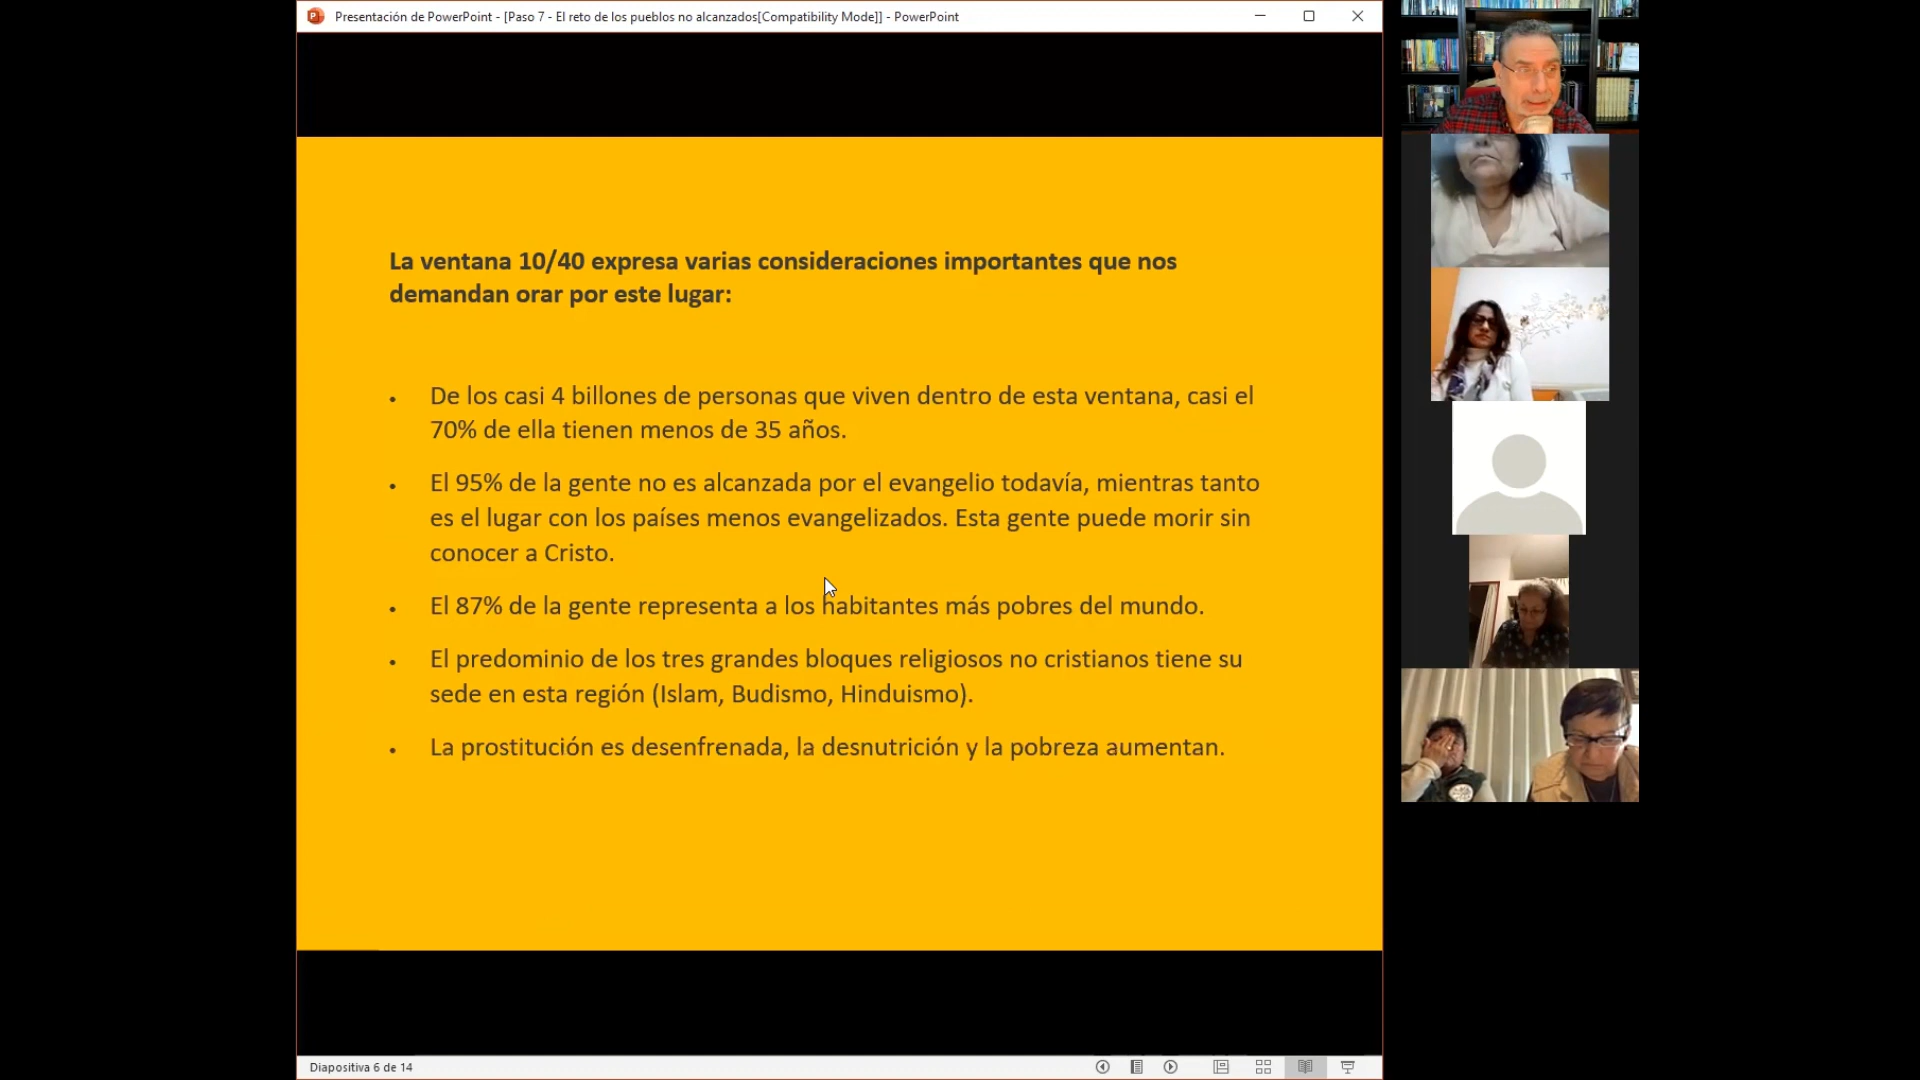 Presentación de PowerPoint - [Paso 7 - El reto de los pueblos no alcanzados[Compatibility Mode]] - PowerPoint
La ventana 10/40 expresa varias consideraciones importantes que nos
demandan orar por este lugar:
• De los casi 4 billones de personas que viven dentro de esta ventana, casi el
70% de ella tienen menos de 35 años.
• El 95% de la gente no es alcanzada por el evangelio todavía, mientras tanto
es el lugar con los países menos evangelizados. Esta gente puede morir sin
conocer a Cristo.
• El 87% de la gente representa a los habitantes más pobres del mundo.
• El predominio de los tres grandes bloques religiosos no cristianos tiene su
sede en esta región (Islam, Budismo, Hinduismo).
• La prostitución es desenfrenada, la desnutrición y la pobreza aumentan.
Diapositiva 6 de 14